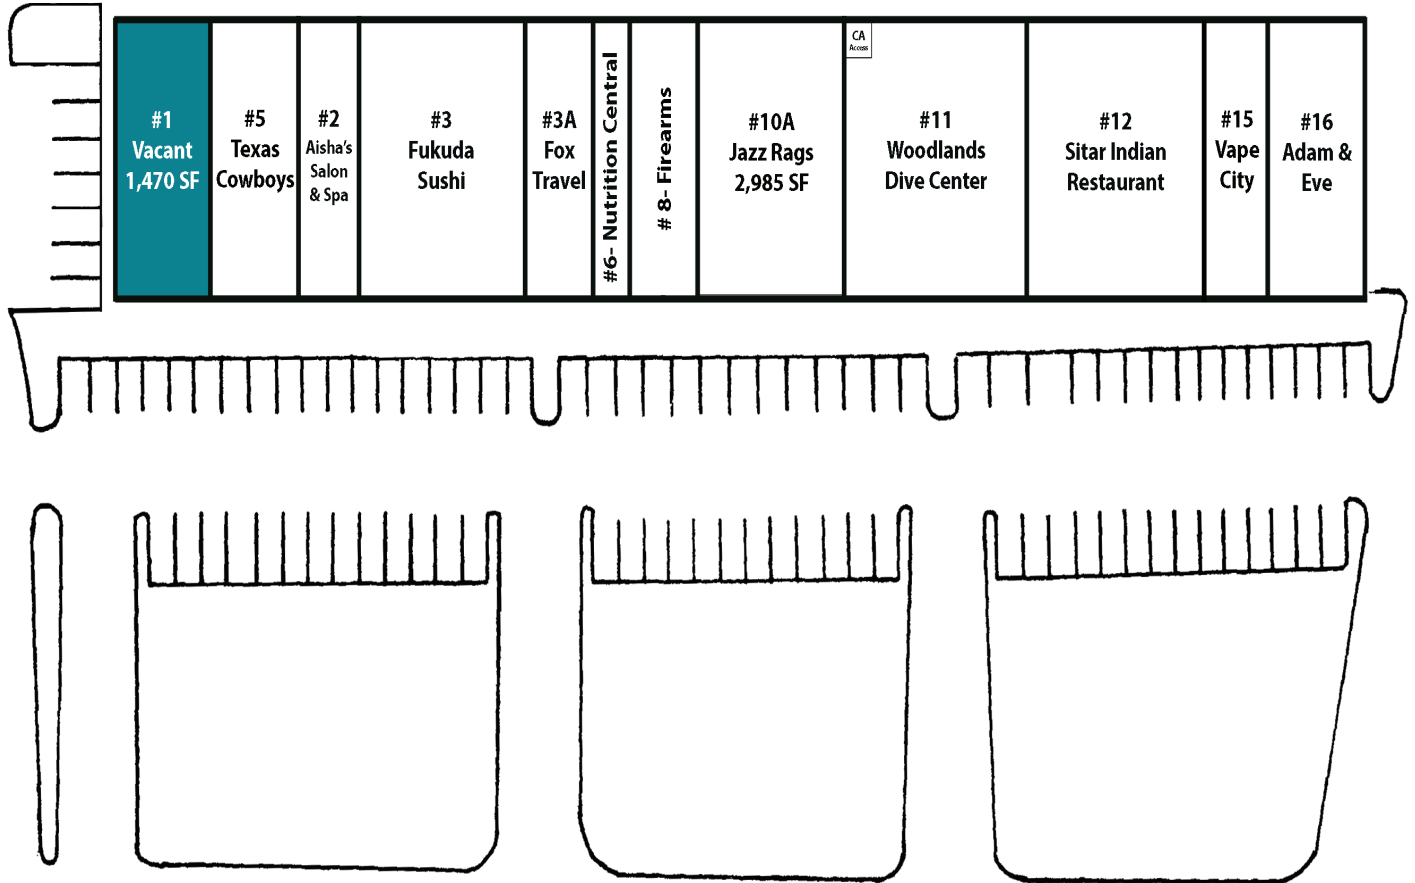 #1
Vacant
1,470 SF
#5
Texas
Cowboys
#2
Aisha's
Salon
& Spa
#3
Fukuda
Sushi
#3A
Fox
Travel
#6- Nutrition Central
# 8- Firearms
#10A
Jazz Rags
2,985 SF
CA
Access
#11
Woodlands
Dive Center
#12
Sitar Indian
Restaurant
#15
Vape
City
#16
Adam &
Eve